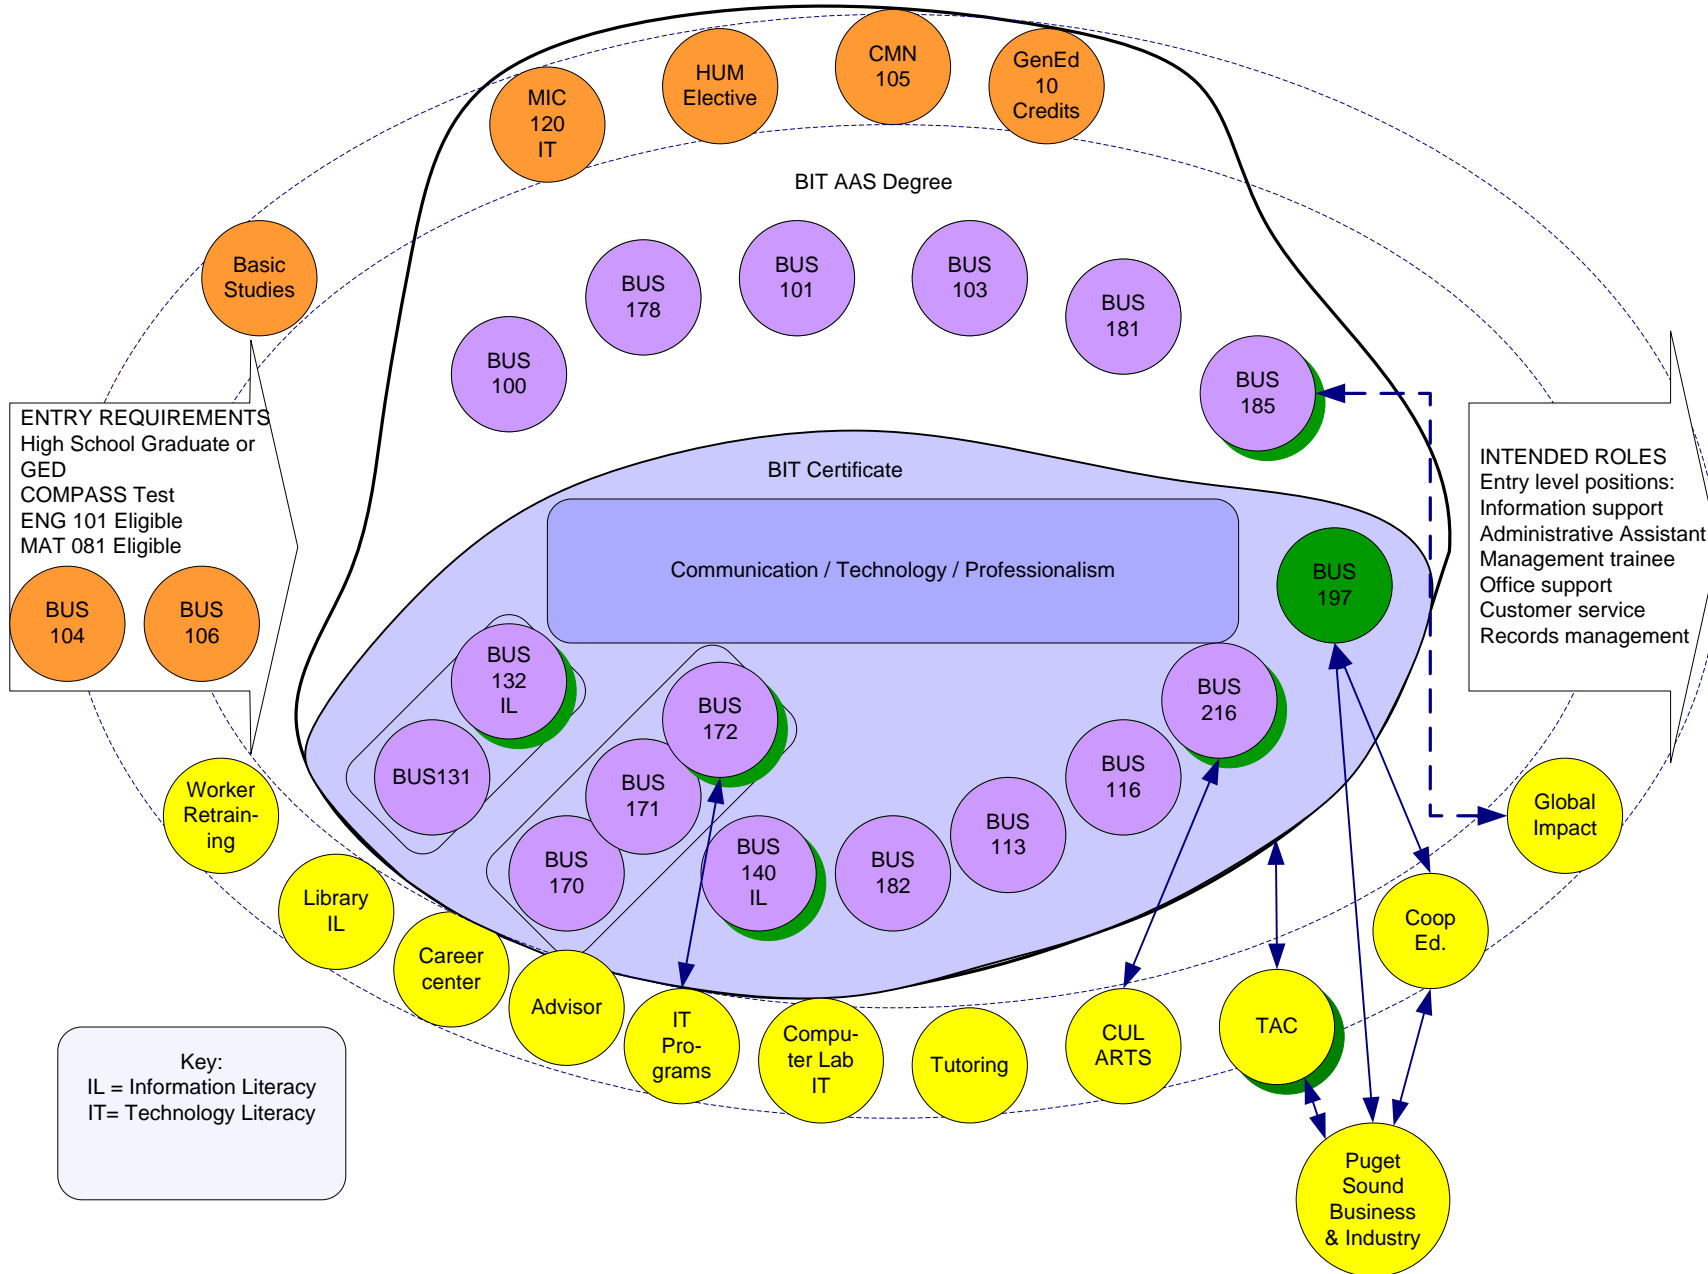 MIC
120
IT
HUM
Elective
CMN
105
GenEd
10
Credits
BIT AAS Degree
Basic
Studies
BUS
100
BUS
178
BUS
101
BUS
103
BUS
181
BUS
185
ENTRY REQUIREMENTS
High School Graduate or
GED
COMPASS Test
ENG 101 Eligible
MAT 081 Eligible
BUS
104
BUS
106
BIT Certificate
Communication / Technology / Professionalism
BUS
197
INTENDED ROLES
Entry level positions:
Information support
Administrative Assistant
Management trainee
Office support
Customer service
Records management
BUS
132
IL
BUS131
BUS
172
BUS
171
BUS
170
BUS
140
IL
BUS
182
BUS
113
BUS
116
BUS
216
Worker
Retrain-
ing
Library
IL
Career
center
Advisor
IT
Pro-
grams
Compu-
ter Lab
IT
Tutoring
CUL
ARTS
TAC
Coop
Ed.
Global
Impact
Puget
Sound
Business
& Industry
Key:
IL = Information Literacy
IT= Technology Literacy